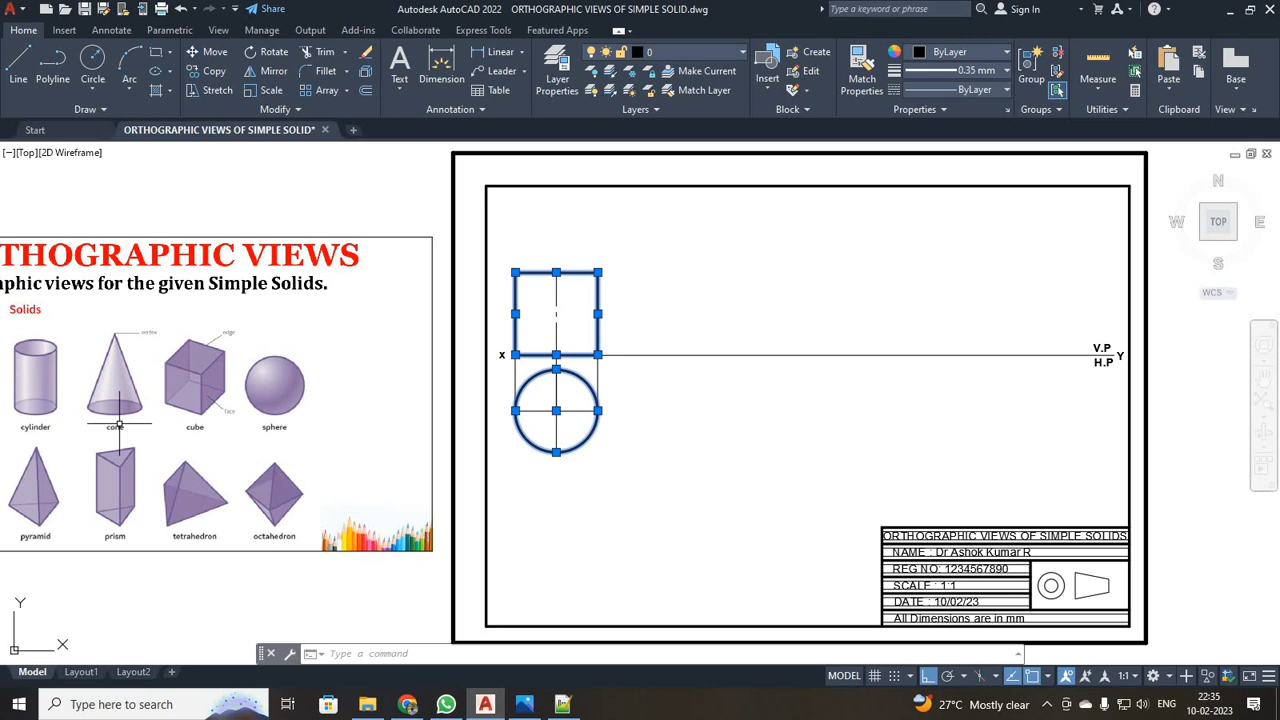 Share
Autodesk AutoCAD 2022 ORTHOGRAPHIC VIEWS OF SIMPLE SOLID.dwg
Type a keyword or phrase
Sign In
Home Insert Annotate Parametric View Manage Output Add-ins Collaborate Express Tools Featured Apps
Line Polyline Circle Arc
Draw
Move Rotate Trim
Copy Mirror Fillet
Stretch Scale Array
Modify
Text Dimension
Linear
Leader
Table
Annotation
Layer Properties
0
Make Current
Match Layer
Layers
Insert
Create
Edit
Block
Match Properties
ByLayer
0.35 mm
ByLayer
Properties
Group
Groups
Measure
Utilities
Paste
Clipboard
Base
View
Start
ORTHOGRAPHIC VIEWS OF SIMPLE SOLID*
[−][Top][2D Wireframe]
N
W TOP E
S
WCS
THOGRAPHIC VIEWS
aphic views for the given Simple Solids.
Solids
vertex
edge
face
cylinder cone cube sphere
pyramid prism tetrahedron octahedron
X
V.P
H.P
Y
ORTHOGRAPHIC VIEWS OF SIMPLE SOLIDS
NAME : Dr Ashok Kumar R
REG NO: 1234567890
SCALE : 1:1
DATE : 10/02/23
All Dimensions are in mm
Y
X
Type a command
Model Layout1 Layout2
MODEL
1:1
Type here to search
27°C Mostly clear
22:35
10-02-2023